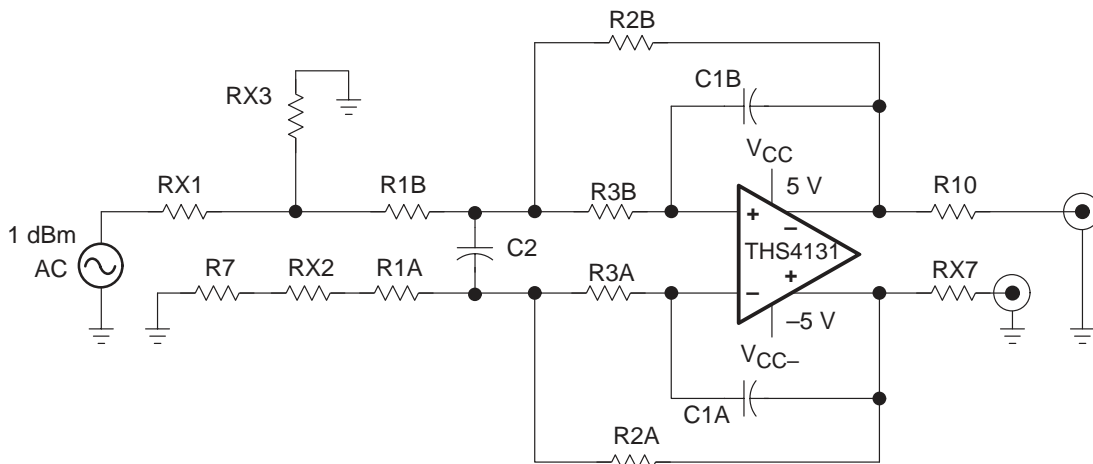 R2B
C1B
RX3
VCC
5 V
RX1
R1B
R3B
R10
+
−
1 dBm
AC
C2
THS4131
R7
RX2
R1A
R3A
+
−
RX7
–5 V
VCC–
C1A
R2A